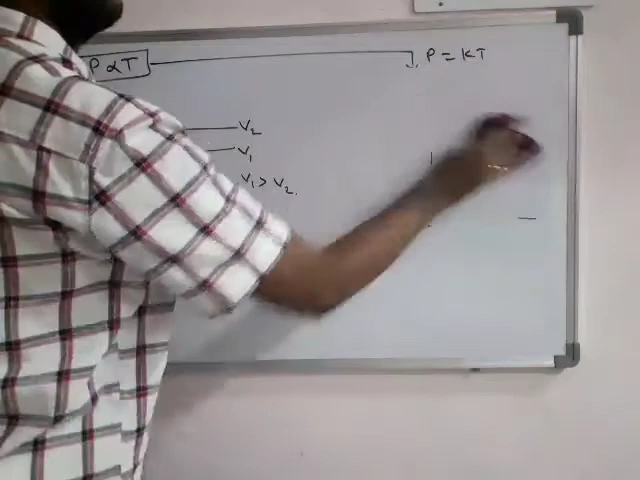 P ∝ T
P = KT
V₂
V₁
V₁ > V₂.